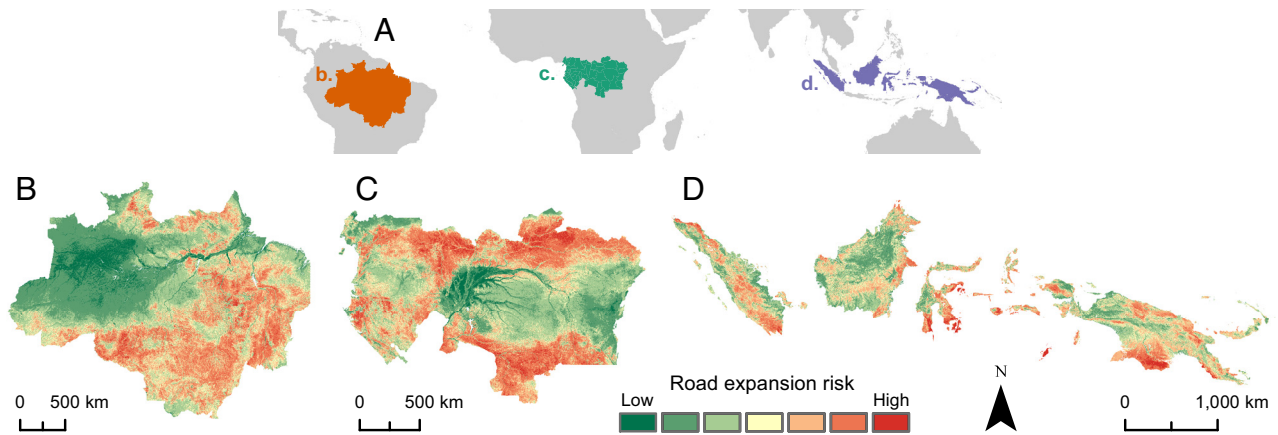 A
b.
c.
d.
B
C
D
N
Road expansion risk
Low
High
0 500 km
0 500 km
0 1,000 km